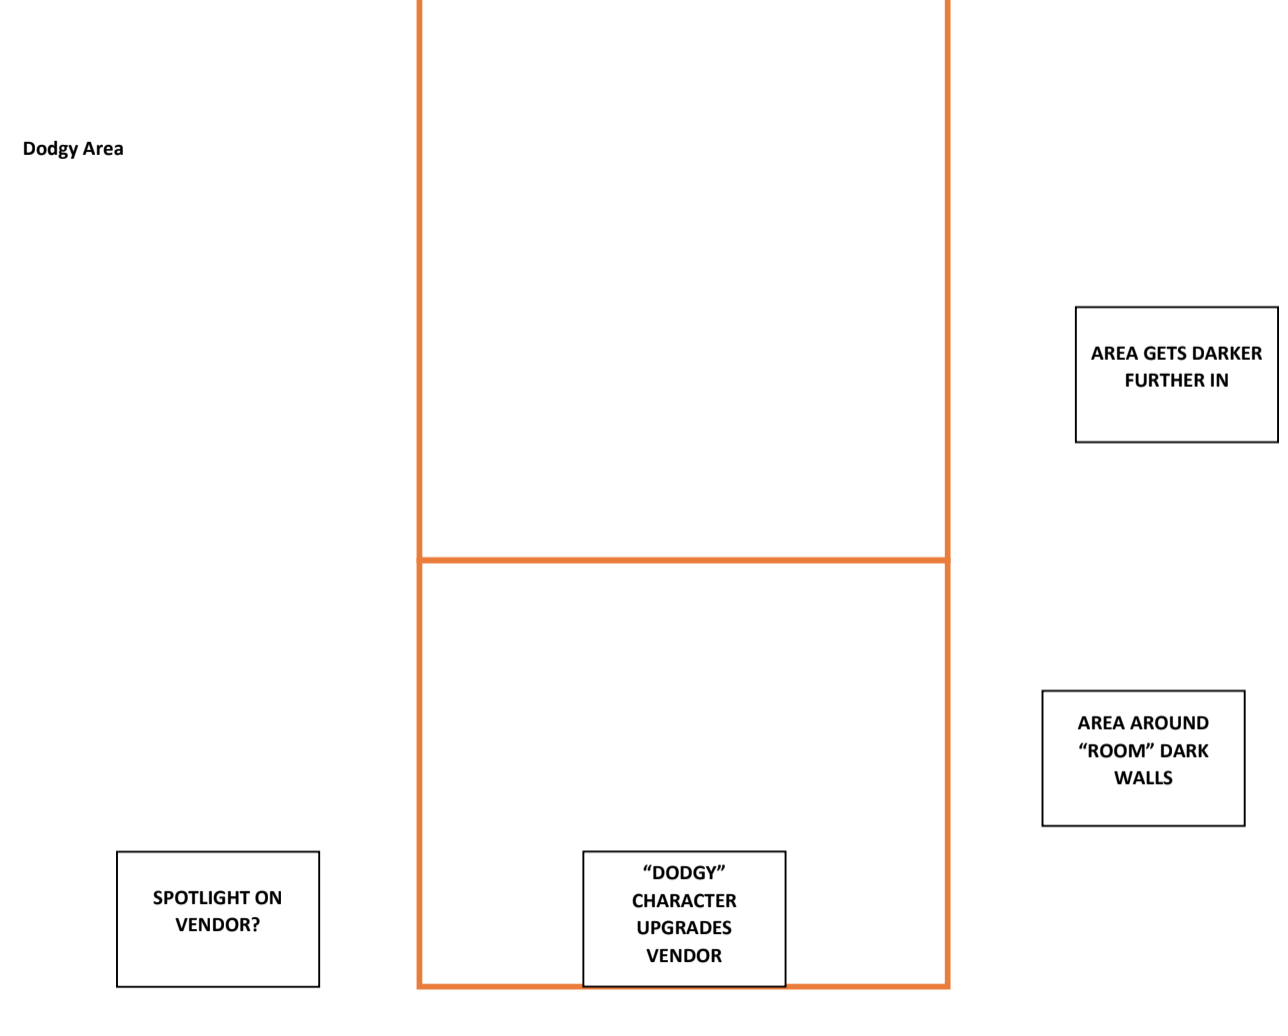 Dodgy Area
AREA GETS DARKER
FURTHER IN
AREA AROUND
“ROOM” DARK
WALLS
SPOTLIGHT ON
VENDOR?
“DODGY”
CHARACTER
UPGRADES
VENDOR